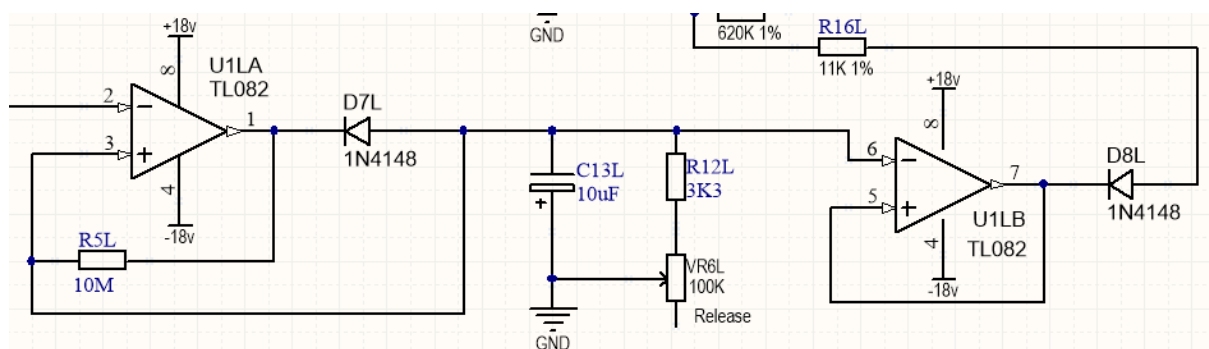 +18v
8
U1LA
TL082
2
−
1
3
+
4
-18v
R5L
10M
D7L
1N4148
GND
C13L
10uF
+
GND
R12L
3K3
VR6L
100K
Release
620K 1%
R16L
11K 1%
+18v
8
6
−
7
5
+
U1LB
TL082
4
-18v
D8L
1N4148